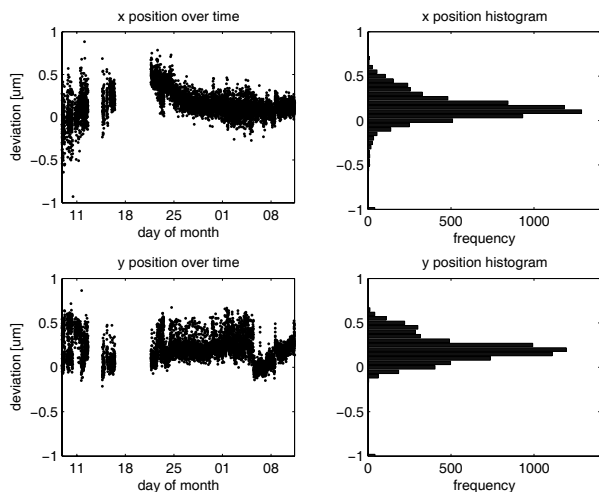 x position over time
1
0.5
0
−0.5
−1
deviation [um]
11 18 25 01 08
day of month
x position histogram
1
0.5
0
−0.5
−1
0 500 1000
frequency
y position over time
1
0.5
0
−0.5
−1
deviation [um]
11 18 25 01 08
day of month
y position histogram
1
0.5
0
−0.5
−1
0 500 1000
frequency